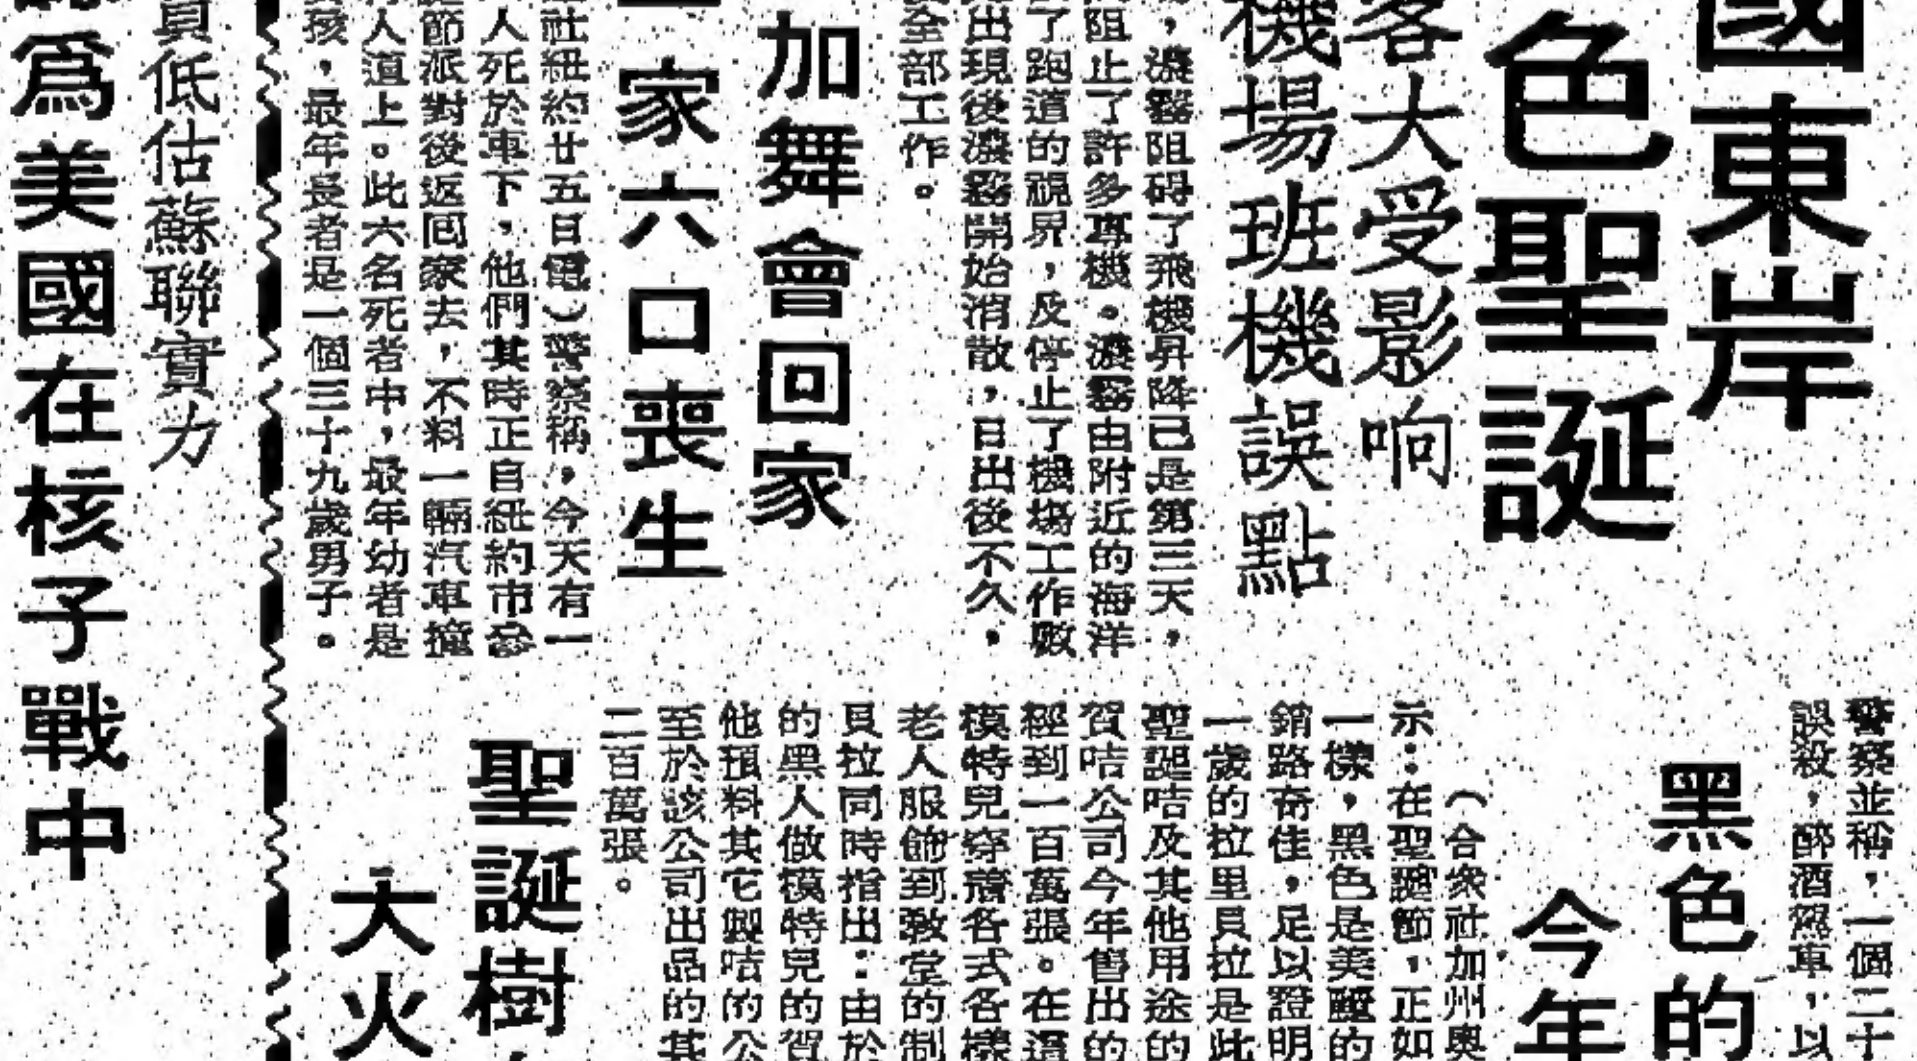 國東岸
色聖誕
客大受影响
機場班機誤點
，濃霧阻碍了飛機昇降已是第三天，
阻止了許多專機。濃霧由附近的海洋
了跑道的視界，及停止了機塲工作數
出現後濃霧開始消散，日出後不久，
全部工作。
加舞會回家
一家六口喪生
社紐約廿五日電）警察稱，今天有一
人死於車下，他們其時正自紐約市參
節派對後返囘家去，不料一輛汽車撞
人道上。此六名死者中，最年幼者是
孩，最年長者是一個三十九歲男子。
員低估蘇聯實力
為美國在核子戰中
警察並稱，一個二十
誤殺，醉酒駕車，以
黑色的
今年
（合衆社加州奧
示：在聖誕節，正如
一樣，黑色是美麗的
銷路奇佳，足以證明
一歲的拉里貝拉是此
聖誕咭及其他用途的
賀咭公司今年售出的
經到一百萬張。在這
模特兒穿着各式各樣
老人服飾到教堂的制
貝拉同時指出：由於
的黑人做模特兒的賀
他預料其它賀咭的公
至於該公司出品的其
二百萬張。
聖誕樹
大火